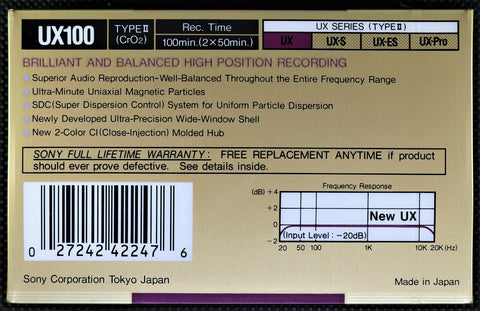 UX100
TYPE II
(CrO2)
Rec. Time
100min.(2×50min.)
UX SERIES (TYPE II)
UX
UX-S
UX-ES
UX-Pro
BRILLIANT AND BALANCED HIGH POSITION RECORDING
● Superior Audio Reproduction-Well-Balanced Throughout the Entire Frequency Range
● Ultra-Minute Uniaxial Magnetic Particles
● SDC(Super Dispersion Control) System for Uniform Particle Dispersion
● Newly Developed Ultra-Precision Wide-Window Shell
● New 2-Color CI(Close-Injection) Molded Hub
SONY FULL LIFETIME WARRANTY: FREE REPLACEMENT ANYTIME if product
should ever prove defective. See details inside.
0 27242 42247 6
Frequency Response
(dB) +4
+2
0
-2
New UX
(Input Level : -20dB)
20 50 100 1K 10K 20K (Hz)
Sony Corporation Tokyo Japan
Made in Japan